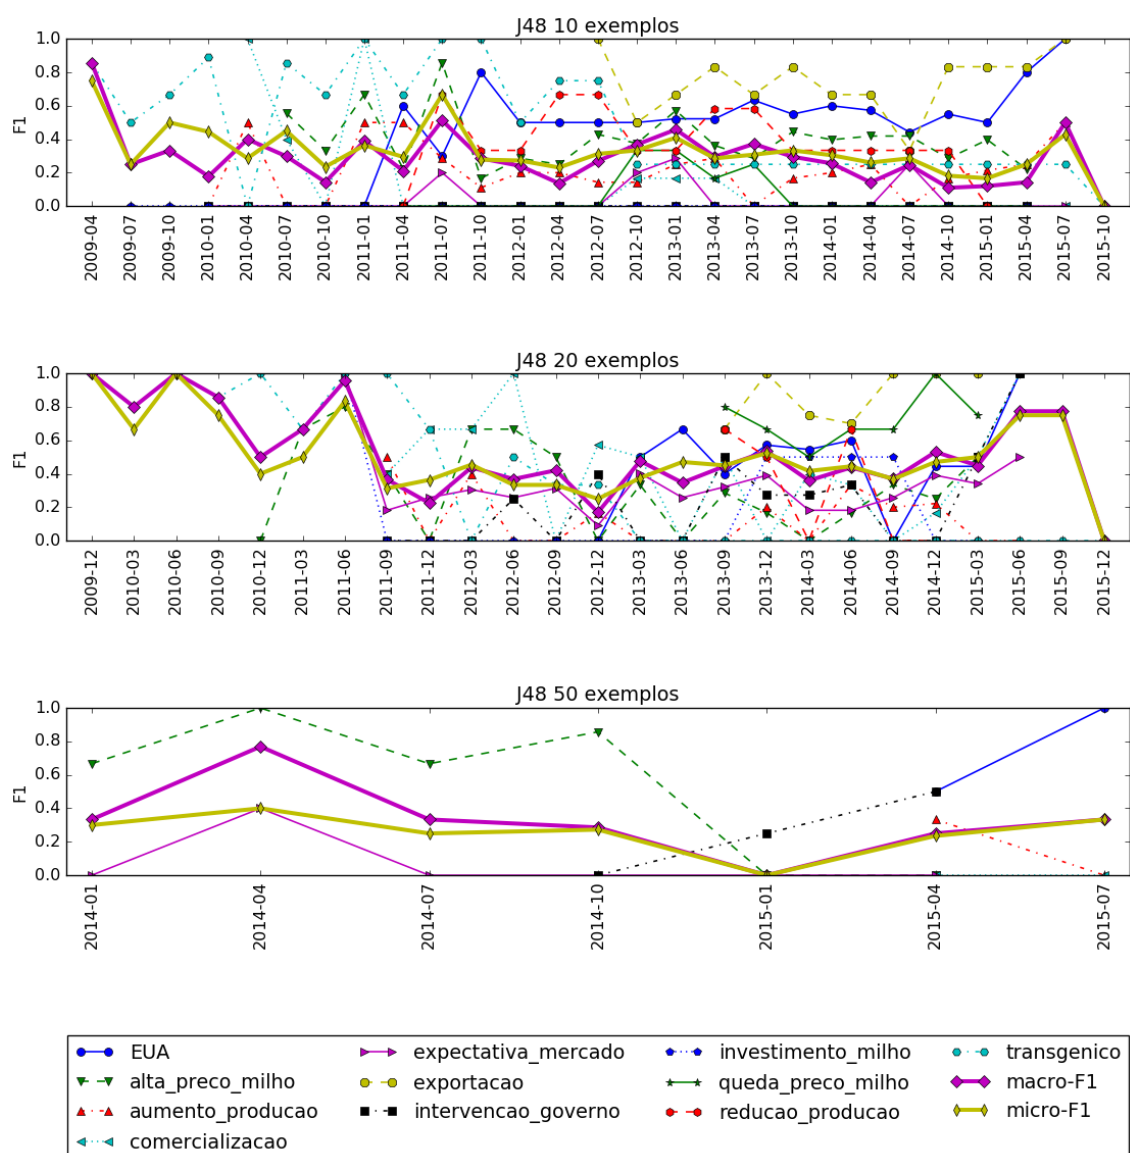 J48 10 exemplos
1.0
0.8
0.6
0.4
0.2
0.0
F1
2009-04 2009-07 2009-10 2010-01 2010-04 2010-07 2010-10 2011-01 2011-04 2011-07 2011-10 2012-01 2012-04 2012-07 2012-10 2013-01 2013-04 2013-07 2013-10 2014-01 2014-04 2014-07 2014-10 2015-01 2015-04 2015-07 2015-10
J48 20 exemplos
1.0
0.8
0.6
0.4
0.2
0.0
F1
2009-12 2010-03 2010-06 2010-09 2010-12 2011-03 2011-06 2011-09 2011-12 2012-03 2012-06 2012-09 2012-12 2013-03 2013-06 2013-09 2013-12 2014-03 2014-06 2014-09 2014-12 2015-03 2015-06 2015-09 2015-12
J48 50 exemplos
1.0
0.8
0.6
0.4
0.2
0.0
F1
2014-01 2014-04 2014-07 2014-10 2015-01 2015-04 2015-07
EUA expectativa_mercado investimento_milho transgenico
alta_preco_milho exportacao queda_preco_milho macro-F1
aumento_producao intervencao_governo reducao_producao micro-F1
comercializacao